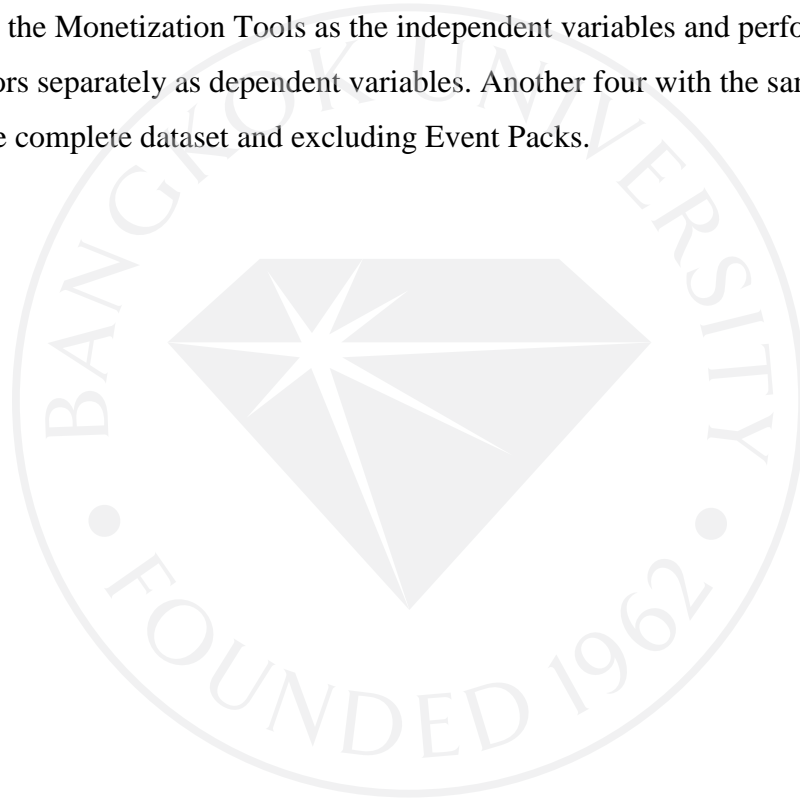 the Monetization Tools as the independent variables and perfo
ors separately as dependent variables. Another four with the sar
e complete dataset and excluding Event Packs.
BANGKOK UNIVERSITY
FOUNDED 1962